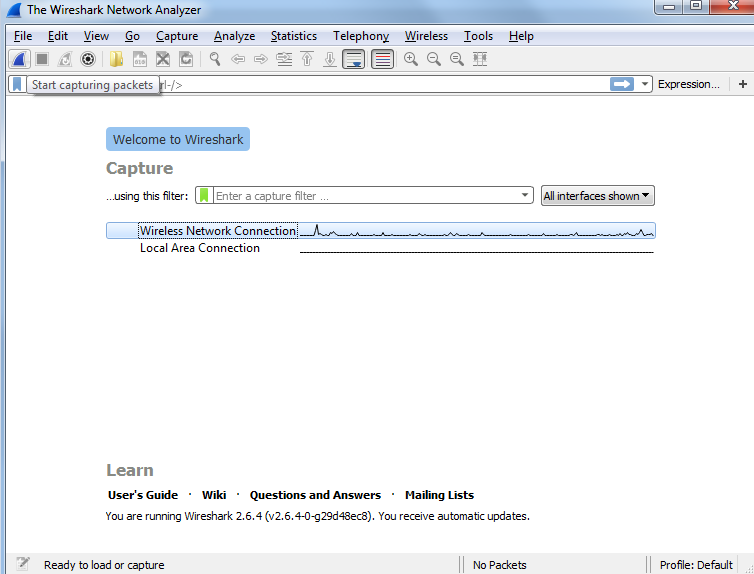 The Wireshark Network Analyzer
File Edit View Go Capture Analyze Statistics Telephony Wireless Tools Help
Start capturing packets rl-/> Expression... +
Welcome to Wireshark
Capture
...using this filter: Enter a capture filter ... All interfaces shown
Wireless Network Connection
Local Area Connection
Learn
User's Guide · Wiki · Questions and Answers · Mailing Lists
You are running Wireshark 2.6.4 (v2.6.4-0-g29d48ec8). You receive automatic updates.
Ready to load or capture No Packets Profile: Default